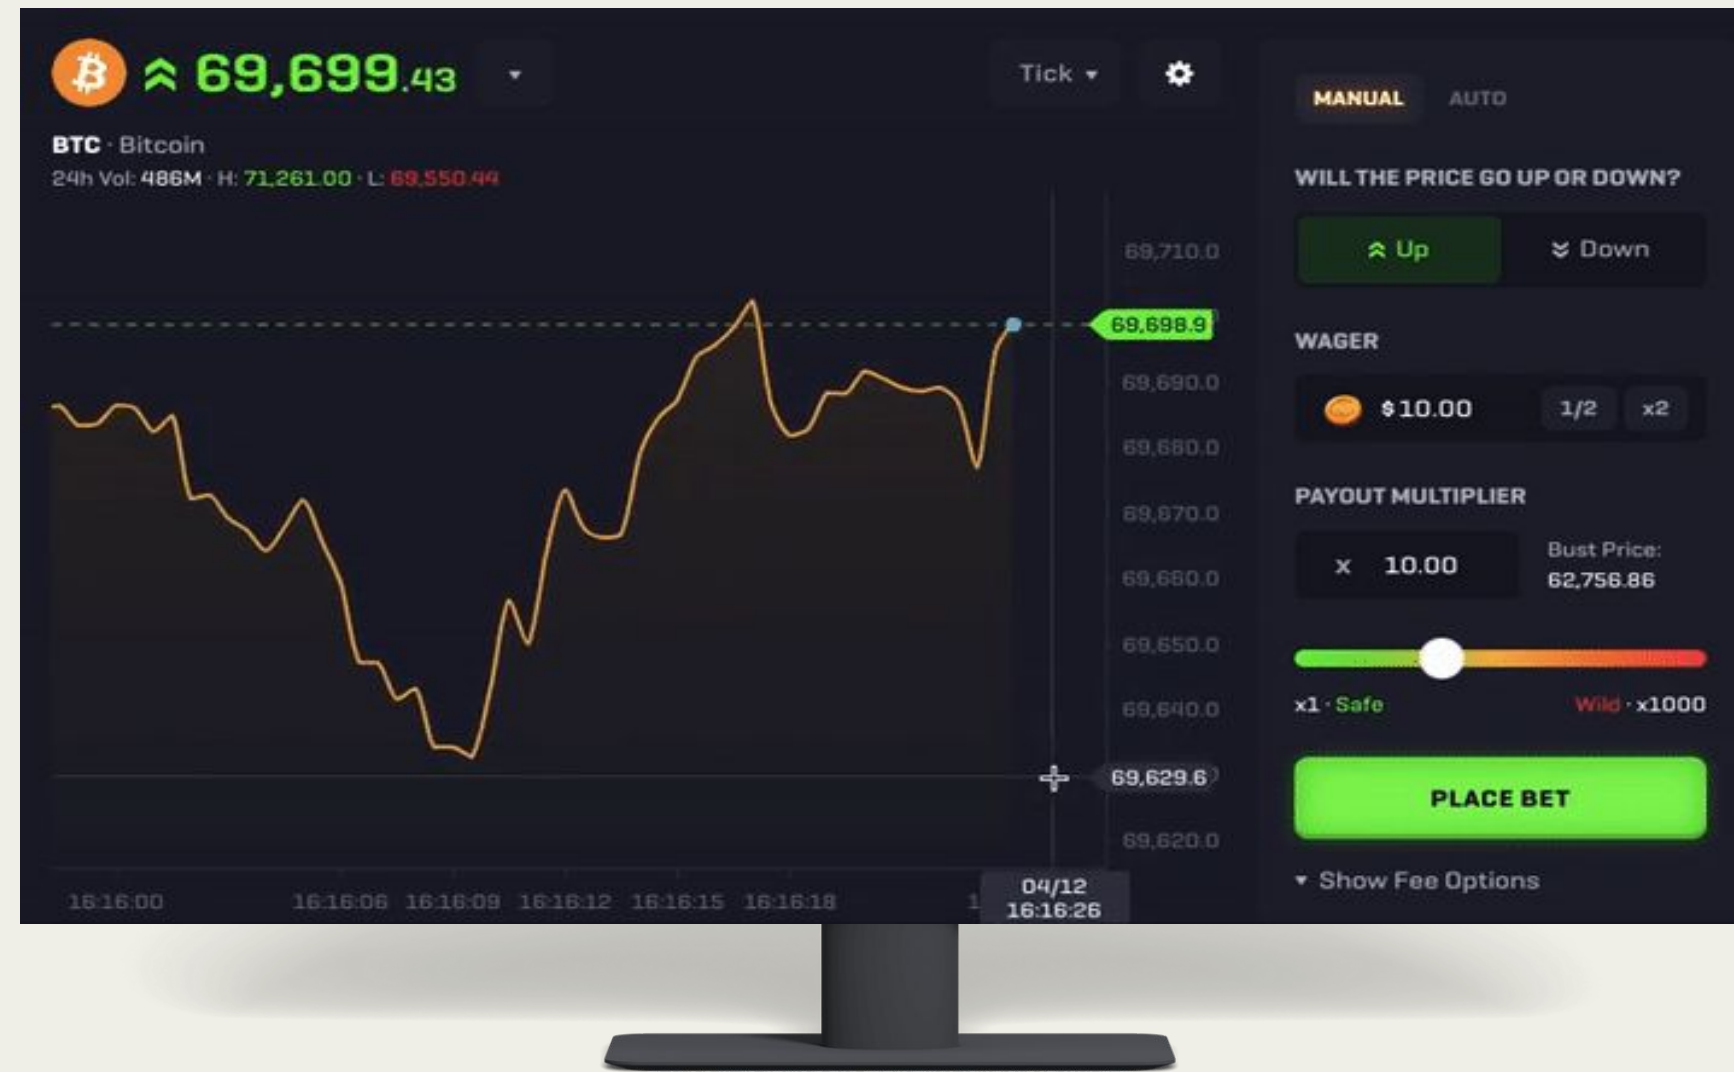 69,699.43
Tick
BTC · Bitcoin
24h Vol: 486M · H: 71,261.00 · L: 69,550.44
69,710.0
69,698.9
69,690.0
69,680.0
69,670.0
69,660.0
69,650.0
69,640.0
69,629.6
69,620.0
16:16:00 16:16:06 16:16:09 16:16:12 16:16:15 16:16:18
04/12
16:16:26
MANUAL AUTO
WILL THE PRICE GO UP OR DOWN?
Up Down
WAGER
$10.00 1/2 x2
PAYOUT MULTIPLIER
x 10.00
Bust Price:
62,756.86
x1 · Safe Wild · x1000
PLACE BET
Show Fee Options